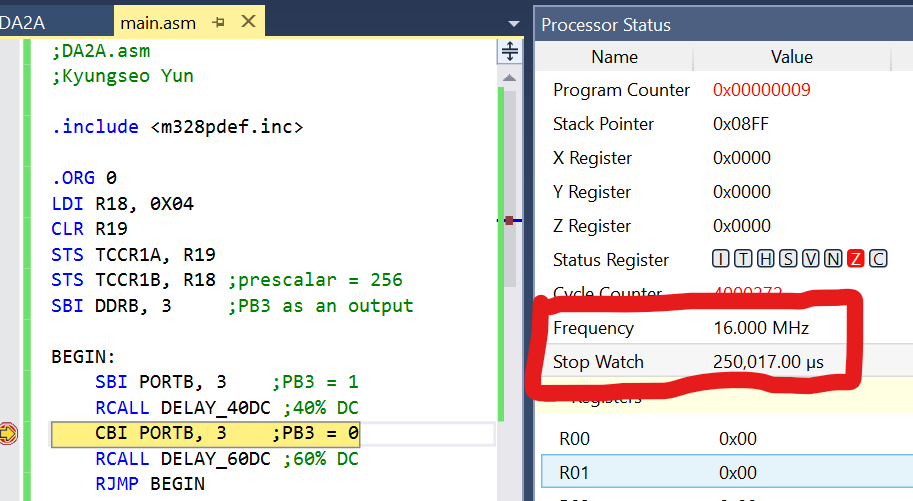 DA2A
main.asm
;DA2A.asm
;Kyungseo Yun
.include <m328pdef.inc>
.ORG 0
LDI R18, 0X04
CLR R19
STS TCCR1A, R19
STS TCCR1B, R18 ;prescalar = 256
SBI DDRB, 3 ;PB3 as an output
BEGIN:
SBI PORTB, 3 ;PB3 = 1
RCALL DELAY_40DC ;40% DC
CBI PORTB, 3 ;PB3 = 0
RCALL DELAY_60DC ;60% DC
RJMP BEGIN
Processor Status
Name Value
Program Counter 0x00000009
Stack Pointer 0x08FF
X Register 0x0000
Y Register 0x0000
Z Register 0x0000
Status Register I T H S V N Z C
Cycle Counter 4000272
Frequency 16.000 MHz
Stop Watch 250,017.00 µs
Registers
R00 0x00
R01 0x00